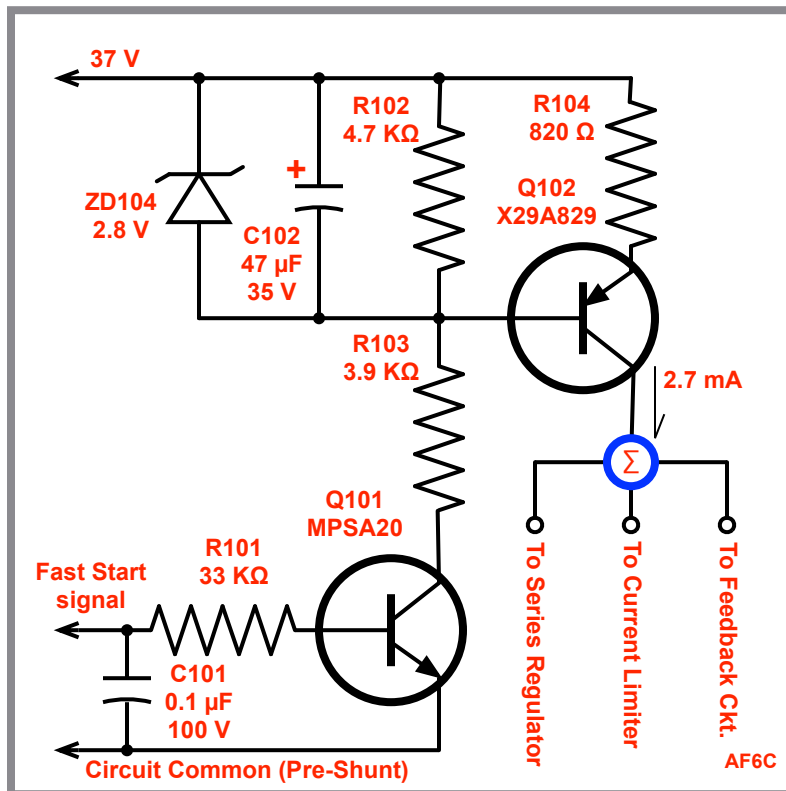 37 V
R102
4.7 KΩ
R104
820 Ω
Q102
X29A829
ZD104
2.8 V
+
C102
47 µF
35 V
R103
3.9 KΩ
2.7 mA
Σ
Q101
MPSA20
R101
33 KΩ
Fast Start
signal
C101
0.1 µF
100 V
Circuit Common (Pre-Shunt)
To Series Regulator
To Current Limiter
To Feedback Ckt.
AF6C